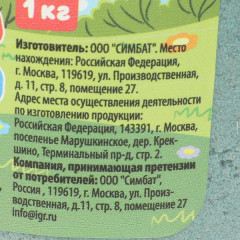 1 кг
Изготовитель: ООО "СИМБАТ". Место
нахождения: Российская Федерация,
г. Москва, 119619, ул. Производственная,
д. 11, стр. 8, помещение 27.
Адрес места осуществления деятельности
по изготовлению продукции:
Российская Федерация, 143391, г. Москва,
поселенье Марушкинское, дер. Крек-
шино, Терминальный пр-д, стр. 2.
Компания, принимающая претензии
от потребителей: ООО "Симбат",
Россия , 119619, г. Москва, ул. Произ-
водственная, д.11, стр. 8, помещение 27
info@igr.ru